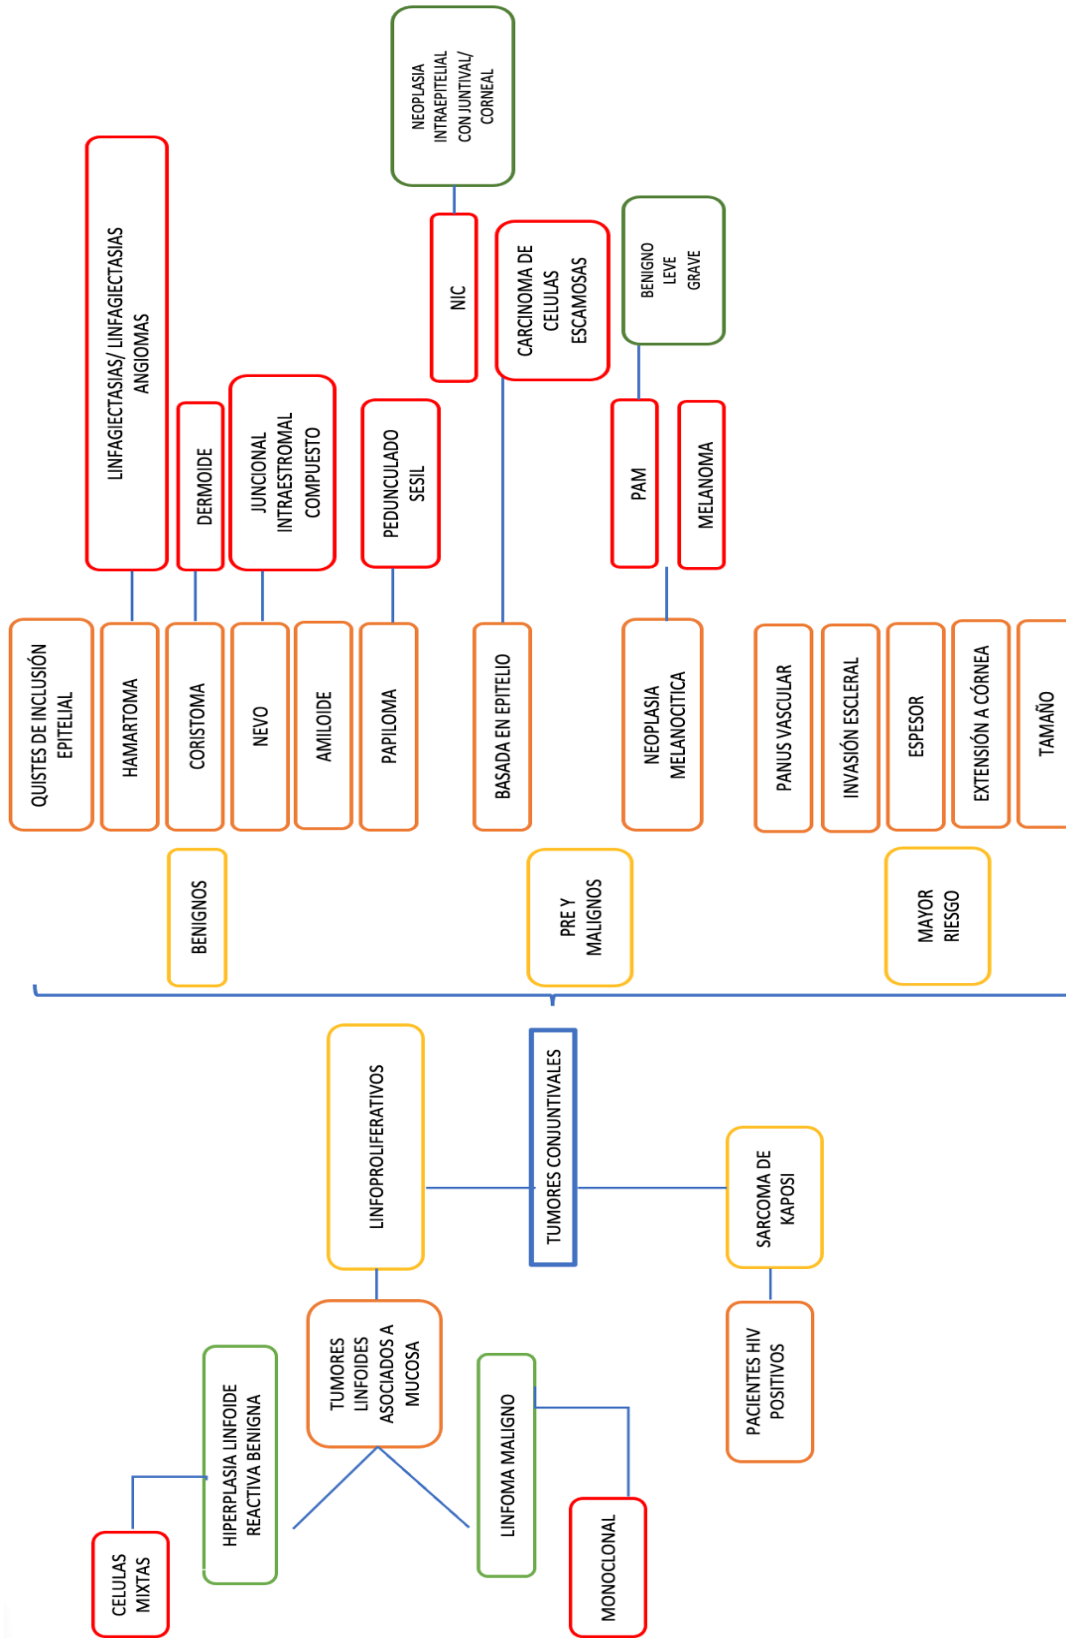 QUISTES DE INCLUSIÓN
EPITELIAL
HAMARTOMA
LINFAGIECTASIAS/ LINFAGIECTASIAS
ANGIOMAS
CORISTOMA
DERMOIDE
BENIGNOS
NEVO
JUNCIONAL
INTRAESTROMAL
COMPUESTO
AMILOIDE
PAPILOMA
PEDUNCULADO
SESIL
NIC
NEOPLASIA
INTRAEPITELIAL
CON JUNTIVAL/
CORNEAL
BASADA EN EPITELIO
CARCINOMA DE
CELULAS
ESCAMOSAS
PRE Y
MALIGNOS
NEOPLASIA
MELANOCITICA
PAM
BENIGNO
LEVE
GRAVE
MELANOMA
MAYOR
RIESGO
PANUS VASCULAR
INVASIÓN ESCLERAL
ESPESOR
EXTENSIÓN A CÓRNEA
TAMAÑO
TUMORES CONJUNTIVALES
LINFOPROLIFERATIVOS
TUMORES
LINFOIDES
ASOCIADOS A
MUCOSA
HIPERPLASIA LINFOIDE
REACTIVA BENIGNA
CELULAS
MIXTAS
LINFOMA MALIGNO
MONOCLONAL
SARCOMA DE
KAPOSI
PACIENTES HIV
POSITIVOS